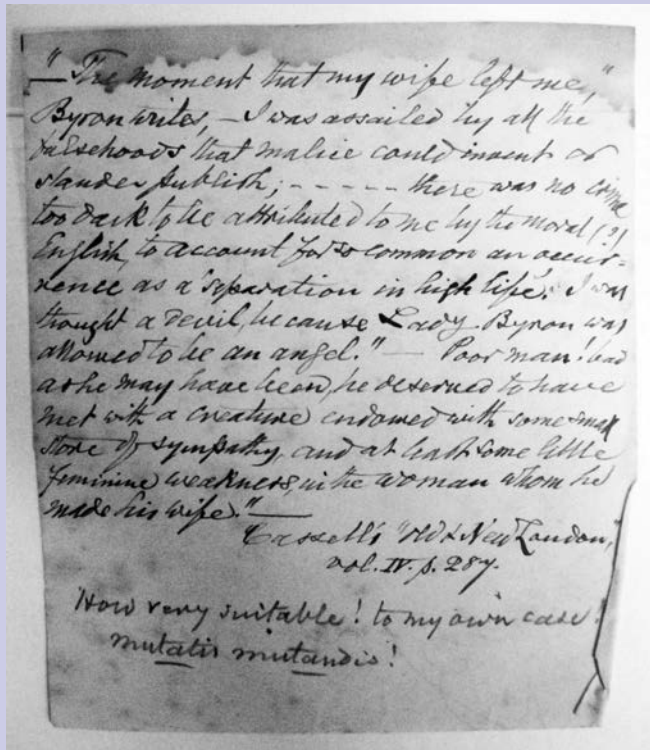 — " The moment that my wife left me,"
Byron writes, — I was assailed by all the
falsehoods that malice could invent or
slander publish; - - - - - there was no crime
too dark to be attributed to me by the moral (?)
English, to account for so common an occur-
rence as a 'separation in high life.' I was
thought a devil, because Lady Byron was
allowed to be an angel." — Poor man! bad
as he may have been, he deserved to have
met with a creature endowed with some small
store of sympathy, and at least some little
feminine weakness, in the woman whom he
made his wife." —
Cassell's "Old & New London,
vol. IV. p. 287.
How very suitable! to my own case!
mutatis mutandis!